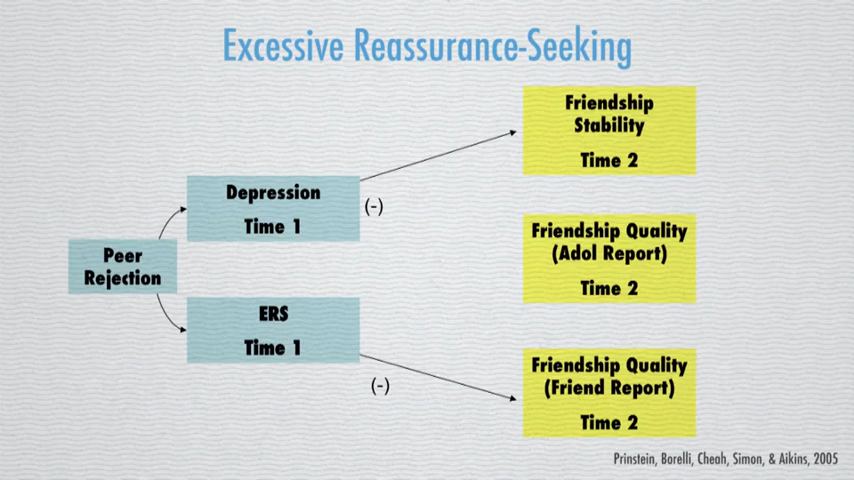 Excessive Reassurance-Seeking
Friendship
Stability
Time 2
Depression
Time 1
(-)
Friendship Quality
(Adol Report)
Time 2
Peer
Rejection
ERS
Time 1
(-)
Friendship Quality
(Friend Report)
Time 2
Prinstein, Borelli, Cheah, Simon, & Aikins, 2005